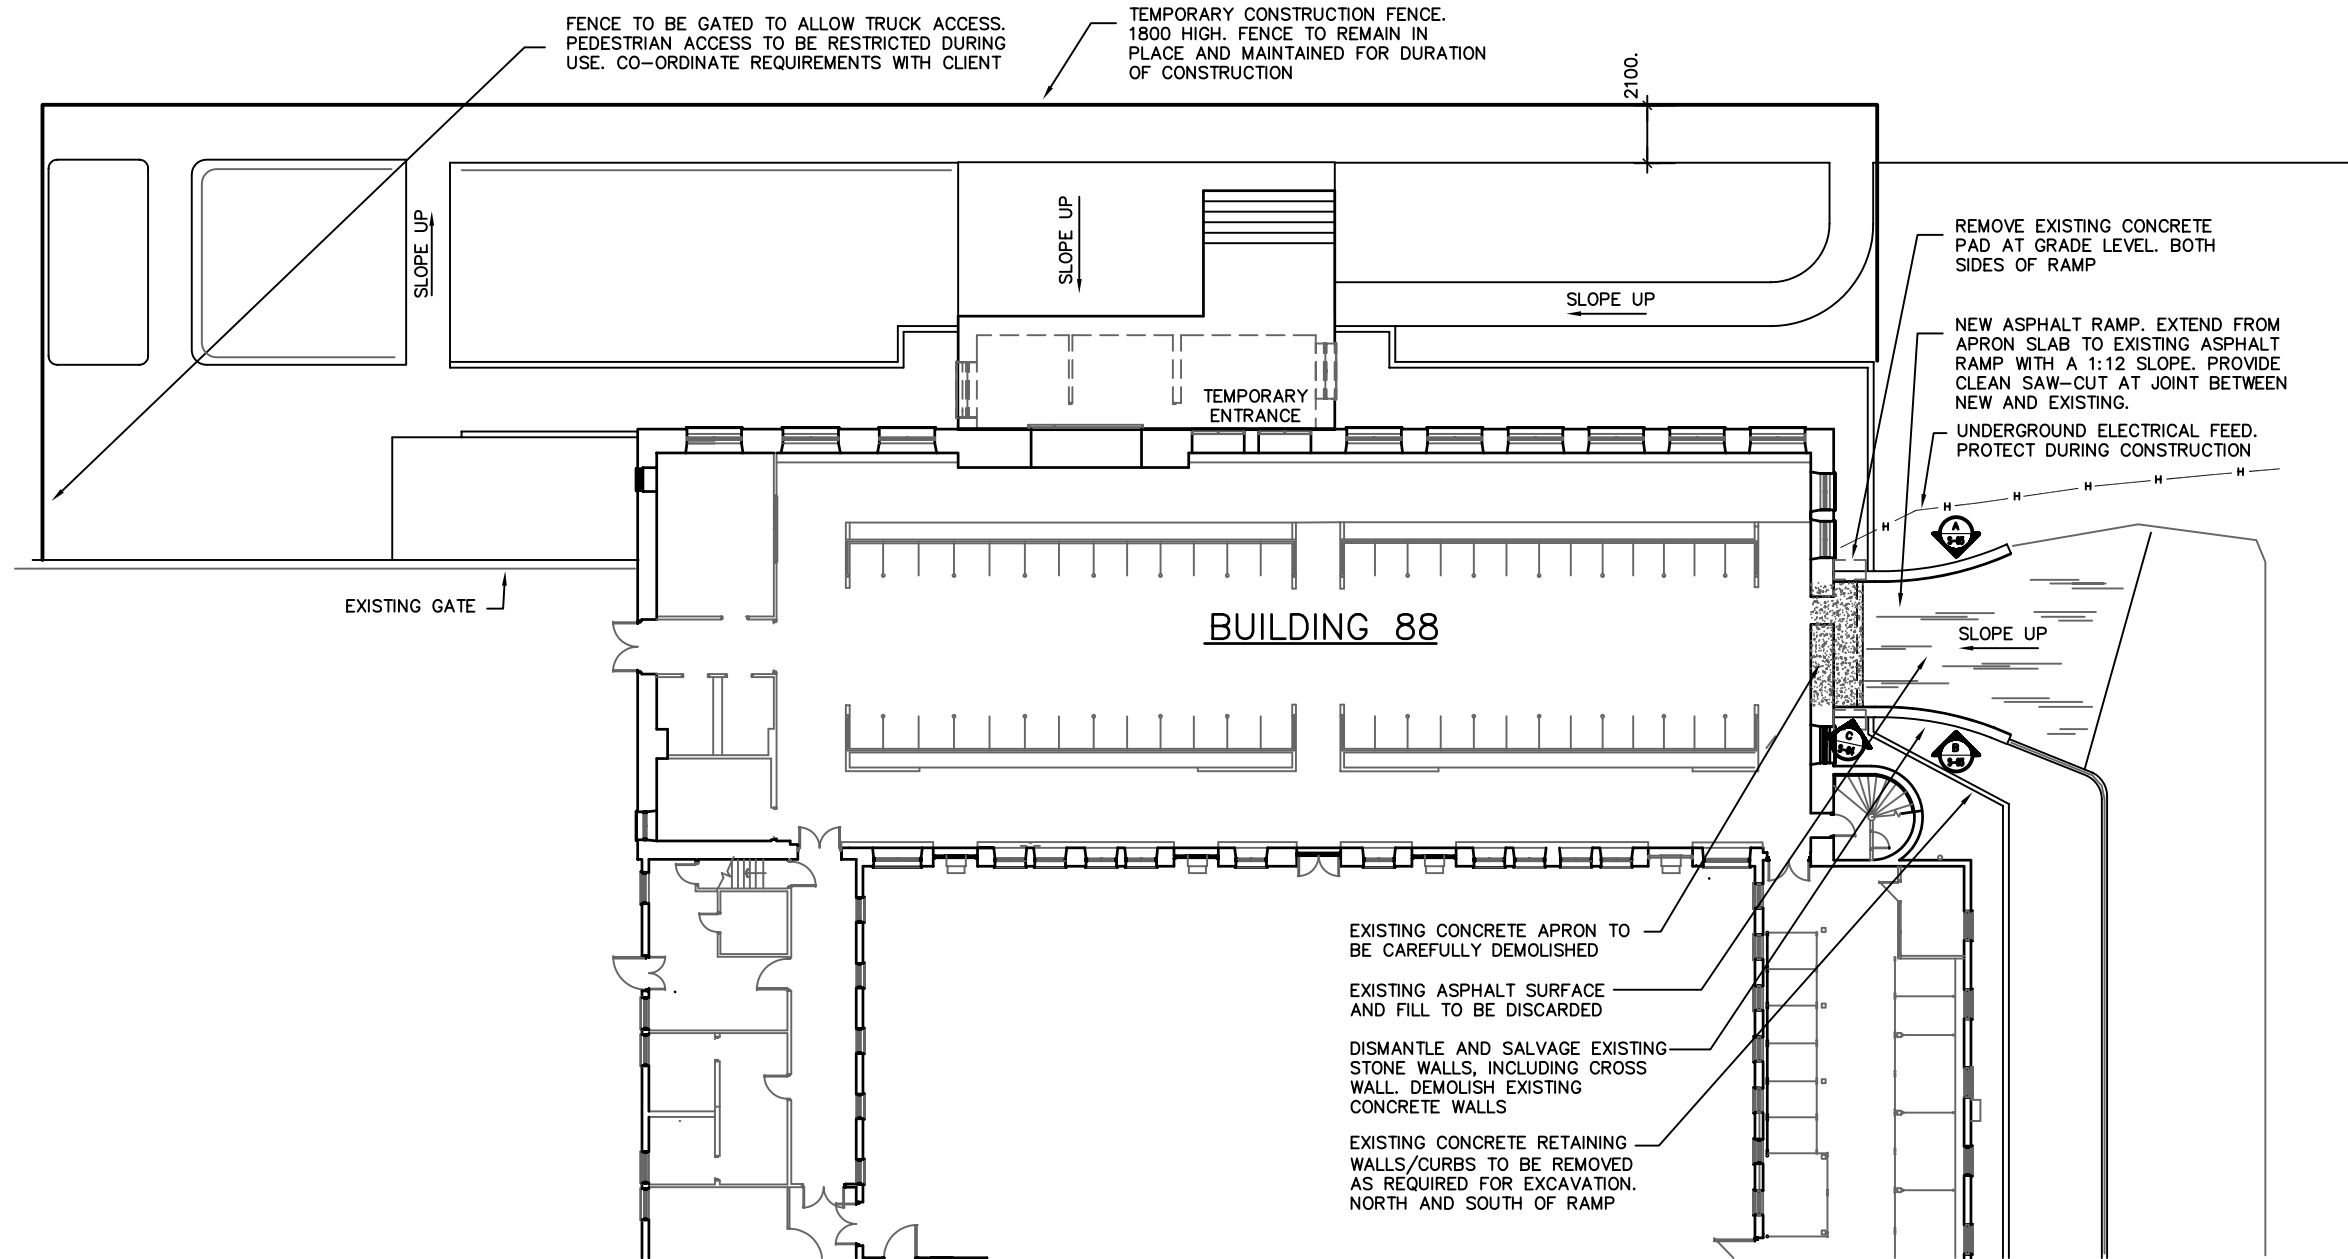 FENCE TO BE GATED TO ALLOW TRUCK ACCESS.
PEDESTRIAN ACCESS TO BE RESTRICTED DURING
USE. CO-ORDINATE REQUIREMENTS WITH CLIENT
TEMPORARY CONSTRUCTION FENCE.
1800 HIGH. FENCE TO REMAIN IN
PLACE AND MAINTAINED FOR DURATION
OF CONSTRUCTION
2100.
SLOPE UP
SLOPE UP
SLOPE UP
REMOVE EXISTING CONCRETE
PAD AT GRADE LEVEL. BOTH
SIDES OF RAMP
NEW ASPHALT RAMP. EXTEND FROM
APRON SLAB TO EXISTING ASPHALT
RAMP WITH A 1:12 SLOPE. PROVIDE
CLEAN SAW-CUT AT JOINT BETWEEN
NEW AND EXISTING.
UNDERGROUND ELECTRICAL FEED.
PROTECT DURING CONSTRUCTION
TEMPORARY
ENTRANCE
H
H
H
H
H
H
A
S-05
EXISTING GATE
BUILDING 88
SLOPE UP
C
S-04
B
S-05
EXISTING CONCRETE APRON TO
BE CAREFULLY DEMOLISHED
EXISTING ASPHALT SURFACE
AND FILL TO BE DISCARDED
DISMANTLE AND SALVAGE EXISTING
STONE WALLS, INCLUDING CROSS
WALL. DEMOLISH EXISTING
CONCRETE WALLS
EXISTING CONCRETE RETAINING
WALLS/CURBS TO BE REMOVED
AS REQUIRED FOR EXCAVATION.
NORTH AND SOUTH OF RAMP